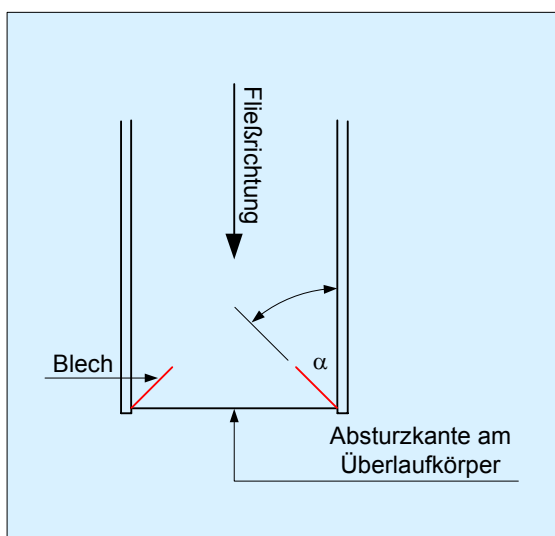 Fließrichtung
α
Blech
Absturzkante am
Überlaufkörper